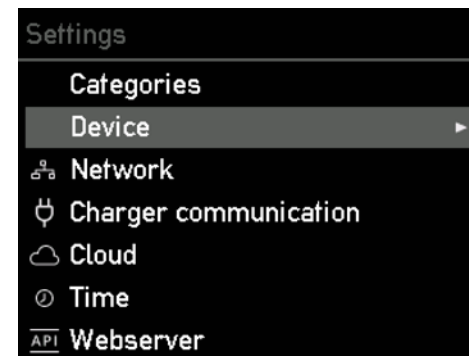 Settings
Categories
Device
Network
Charger communication
Cloud
Time
API Webserver